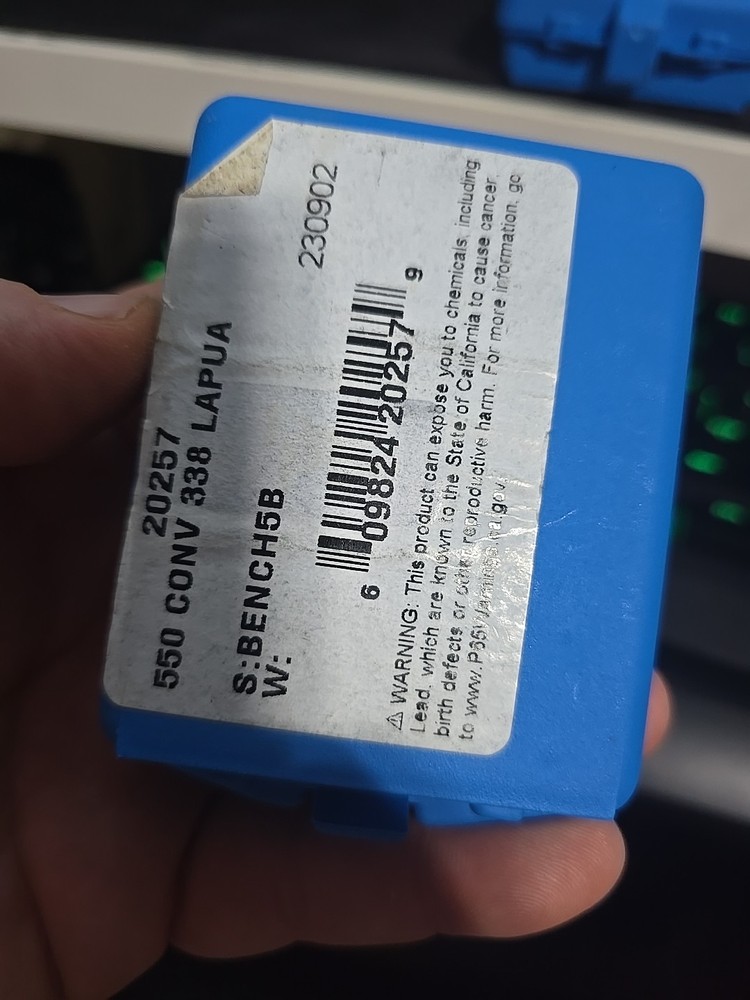 20257
550 CONV 338 LAPUA
S:BENCH5B
W:
230902
6 09824 20257 9
⚠ WARNING: This product can expose you to chemicals, including
Lead, which are known to the State of California to cause cancer
birth defects or other reproductive harm. For more information, go
to www.P65Warnings.ca.gov.